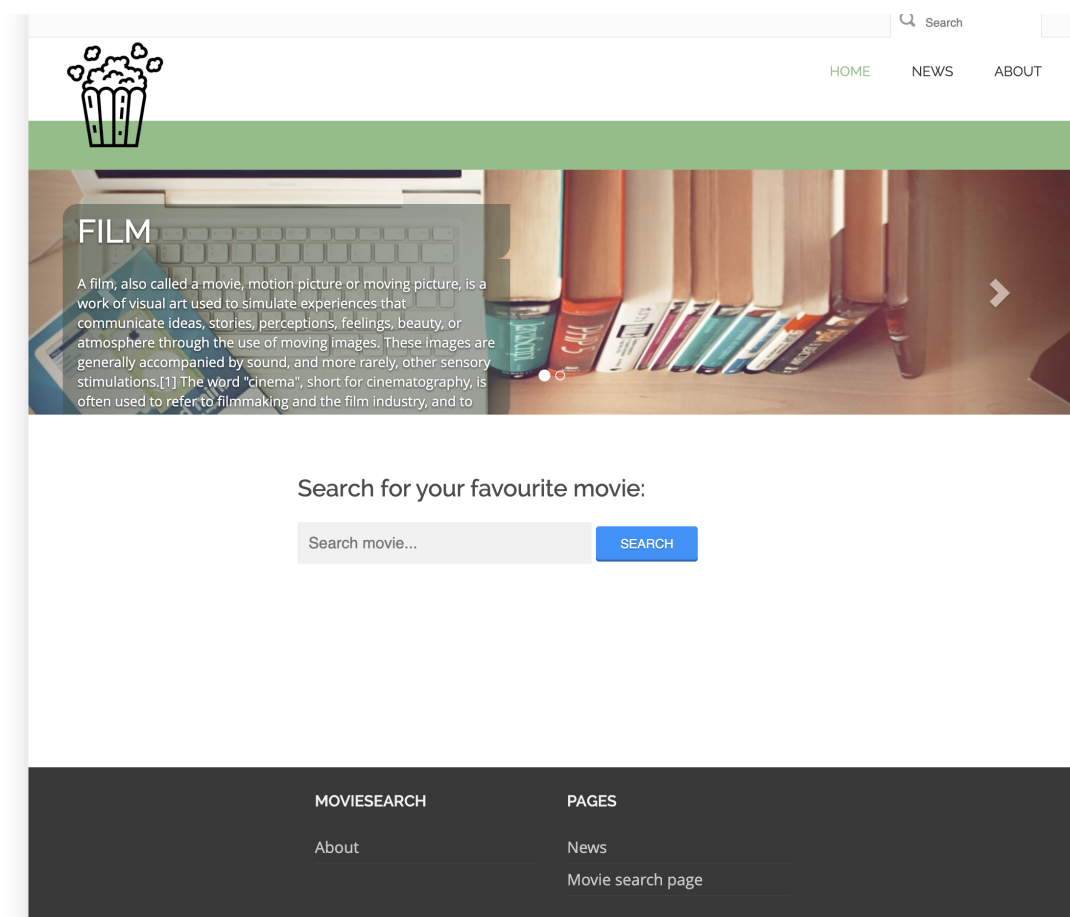 Search
HOME NEWS ABOUT
FILM
A film, also called a movie, motion picture or moving picture, is a
work of visual art used to simulate experiences that
communicate ideas, stories, perceptions, feelings, beauty, or
atmosphere through the use of moving images. These images are
generally accompanied by sound, and more rarely, other sensory
stimulations.[1] The word "cinema", short for cinematography, is
often used to refer to filmmaking and the film industry, and to
Search for your favourite movie:
Search movie...
SEARCH
MOVIESEARCH
About
PAGES
News
Movie search page